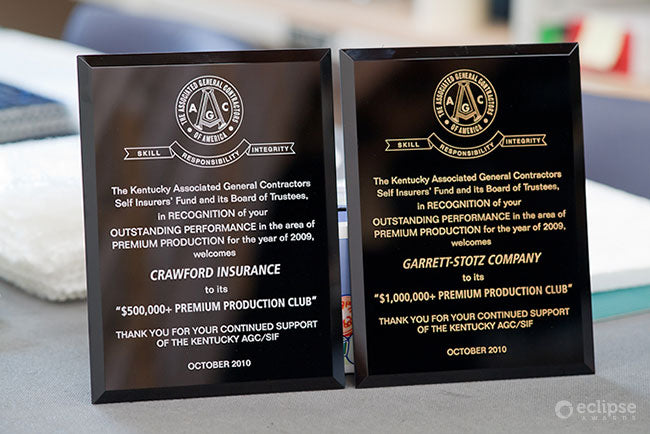 THE ASSOCIATED GENERAL CONTRACTORS
OF AMERICA
AGC
SKILL RESPONSIBILITY INTEGRITY
The Kentucky Associated General Contractors
Self Insurers' Fund and its Board of Trustees,
in RECOGNITION of your
OUTSTANDING PERFORMANCE in the area of
PREMIUM PRODUCTION for the year of 2009,
welcomes
CRAWFORD INSURANCE
to its
"$500,000+ PREMIUM PRODUCTION CLUB"
THANK YOU FOR YOUR CONTINUED SUPPORT
OF THE KENTUCKY AGC/SIF
OCTOBER 2010
THE ASSOCIATED GENERAL CONTRACTORS
OF AMERICA
AGC
SKILL RESPONSIBILITY INTEGRITY
The Kentucky Associated General Contractors
Self Insurers' Fund and its Board of Trustees,
in RECOGNITION of your
OUTSTANDING PERFORMANCE in the area of
PREMIUM PRODUCTION for the year of 2009,
welcomes
GARRETT-STOTZ COMPANY
to its
"$1,000,000+ PREMIUM PRODUCTION CLUB"
THANK YOU FOR YOUR CONTINUED SUPPORT
OF THE KENTUCKY AGC/SIF
OCTOBER 2010
eclipse
AWARDS